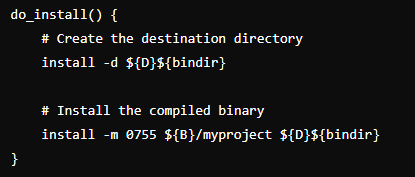 do_install() {
    # Create the destination directory
    install -d ${D}${bindir}

    # Install the compiled binary
    install -m 0755 ${B}/myproject ${D}${bindir}
}